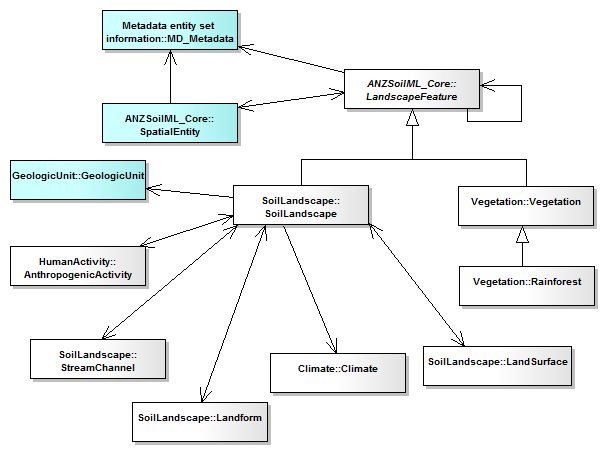 Metadata entity set
information::MD_Metadata
ANZSoilML_Core::
LandscapeFeature
ANZSoilML_Core::
SpatialEntity
GeologicUnit::GeologicUnit
SoilLandscape::
SoilLandscape
Vegetation::Vegetation
HumanActivity::
AnthropogenicActivity
Vegetation::Rainforest
SoilLandscape::
StreamChannel
Climate::Climate
SoilLandscape::LandSurface
SoilLandscape::Landform